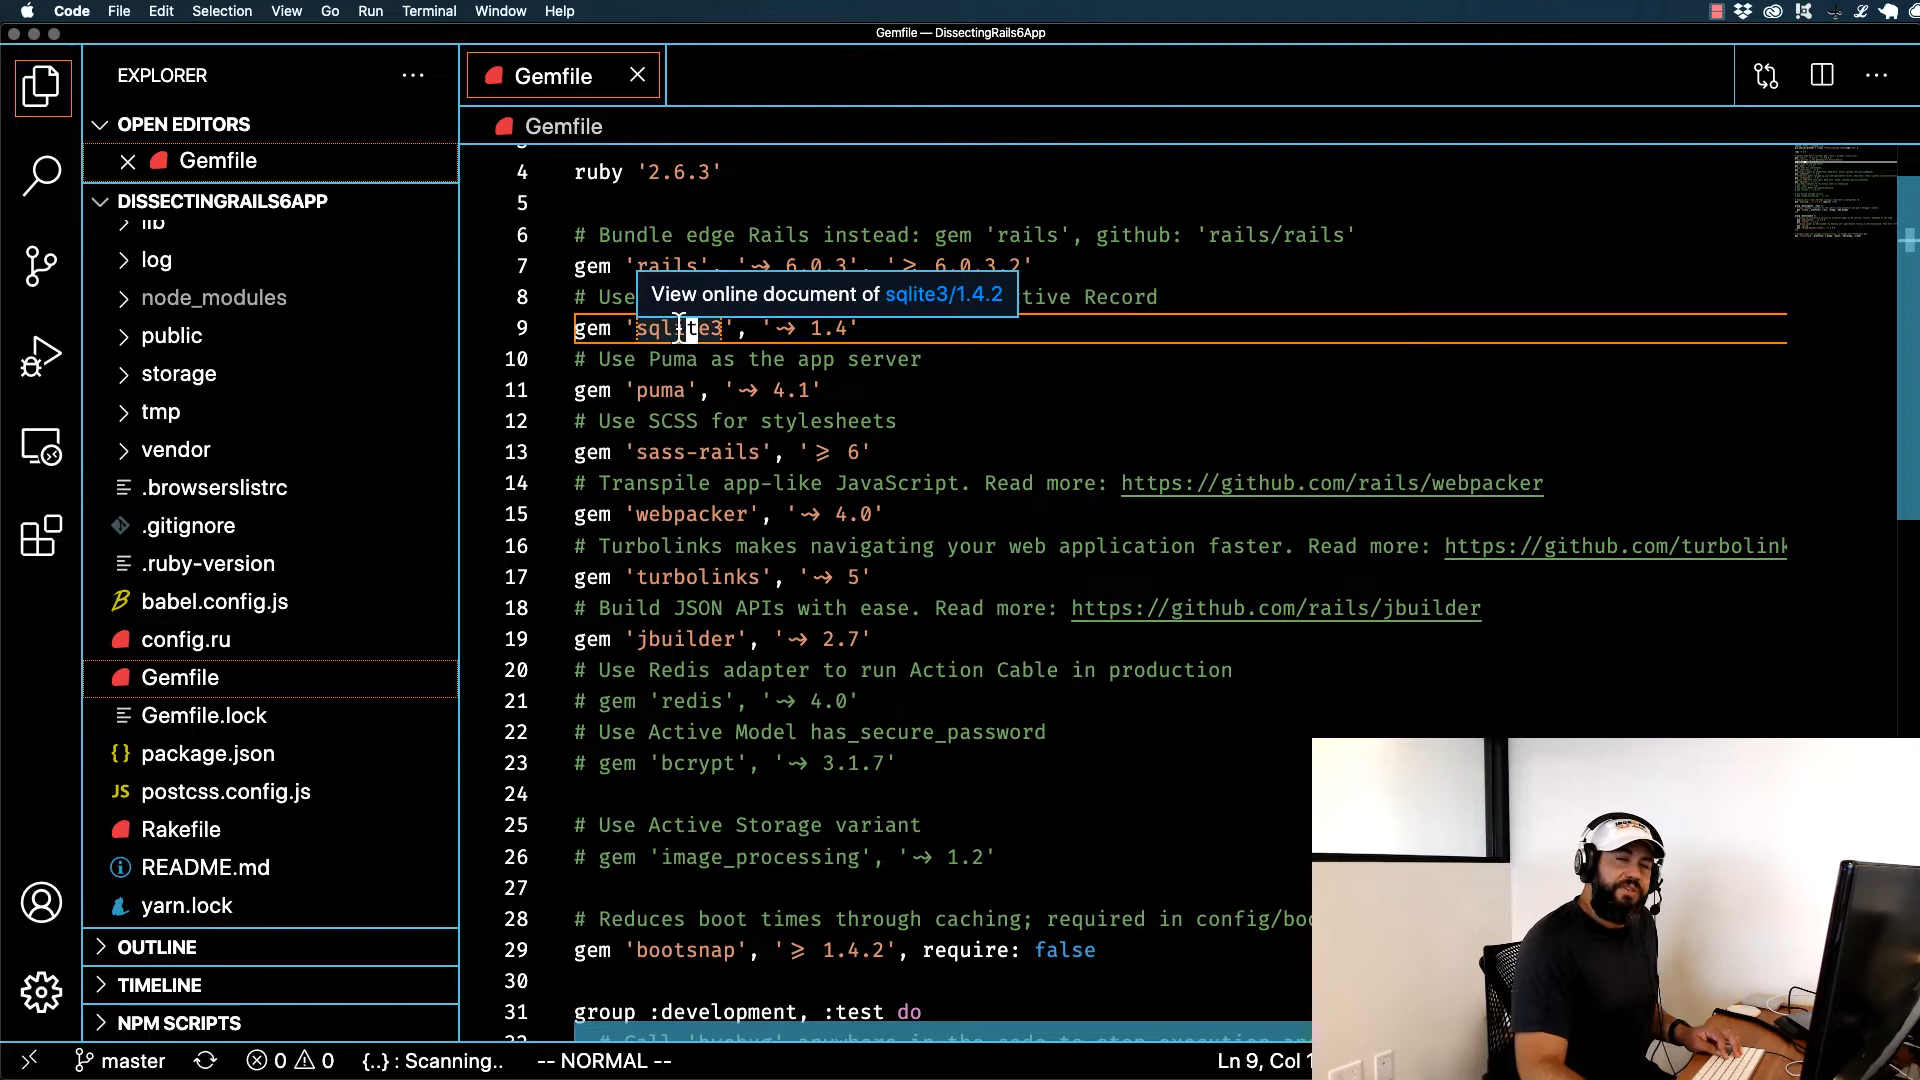 Code File Edit Selection View Go Run Terminal Window Help
Gemfile — DissectingRails6App
EXPLORER
OPEN EDITORS
Gemfile
DISSECTINGRAILS6APP
lib
log
node_modules
public
storage
tmp
vendor
.browserslistrc
.gitignore
.ruby-version
babel.config.js
config.ru
Gemfile
Gemfile.lock
package.json
JS postcss.config.js
Rakefile
README.md
yarn.lock
OUTLINE
TIMELINE
NPM SCRIPTS
Gemfile
Gemfile
4 ruby '2.6.3'
5
6 # Bundle edge Rails instead: gem 'rails', github: 'rails/rails'
7 gem 'rails', '~> 6.0.3', '>= 6.0.3.2'
View online document of sqlite3/1.4.2
8 # Use tive Record
9 gem 'sqlite3', '~> 1.4'
10 # Use Puma as the app server
11 gem 'puma', '~> 4.1'
12 # Use SCSS for stylesheets
13 gem 'sass-rails', '>= 6'
14 # Transpile app-like JavaScript. Read more: https://github.com/rails/webpacker
15 gem 'webpacker', '~> 4.0'
16 # Turbolinks makes navigating your web application faster. Read more: https://github.com/turbolink
17 gem 'turbolinks', '~> 5'
18 # Build JSON APIs with ease. Read more: https://github.com/rails/jbuilder
19 gem 'jbuilder', '~> 2.7'
20 # Use Redis adapter to run Action Cable in production
21 # gem 'redis', '~> 4.0'
22 # Use Active Model has_secure_password
23 # gem 'bcrypt', '~> 3.1.7'
24
25 # Use Active Storage variant
26 # gem 'image_processing', '~> 1.2'
27
28 # Reduces boot times through caching; required in config/boo
29 gem 'bootsnap', '>= 1.4.2', require: false
30
31 group :development, :test do
master 0 0 {..} : Scanning.. -- NORMAL -- Ln 9, Col 1